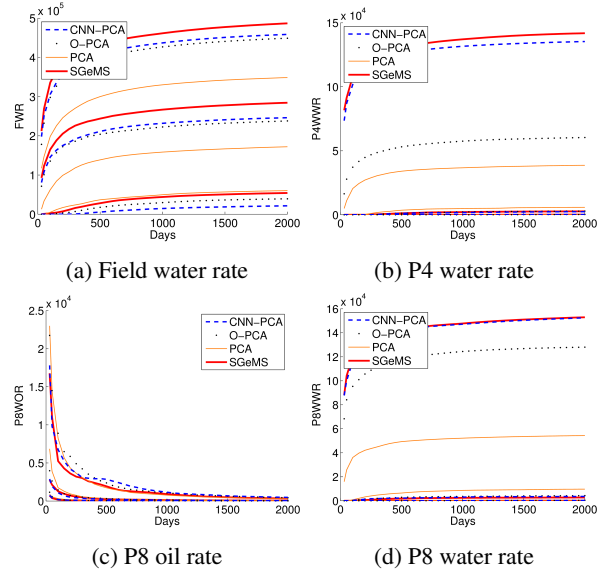 x 10^5
5
4
3
2
1
0
FWR
CNN-PCA
O-PCA
PCA
SGeMS
0 500 1000 1500 2000
Days
(a) Field water rate
x 10^4
15
10
5
0
P4WWR
CNN-PCA
O-PCA
PCA
SGeMS
0 500 1000 1500 2000
Days
(b) P4 water rate
x 10^4
2.5
2
1.5
1
0.5
0
P8WOR
CNN-PCA
O-PCA
PCA
SGeMS
0 500 1000 1500 2000
Days
(c) P8 oil rate
x 10^4
16
14
12
10
8
6
4
2
0
P8WWR
CNN-PCA
O-PCA
PCA
SGeMS
0 500 1000 1500 2000
Days
(d) P8 water rate